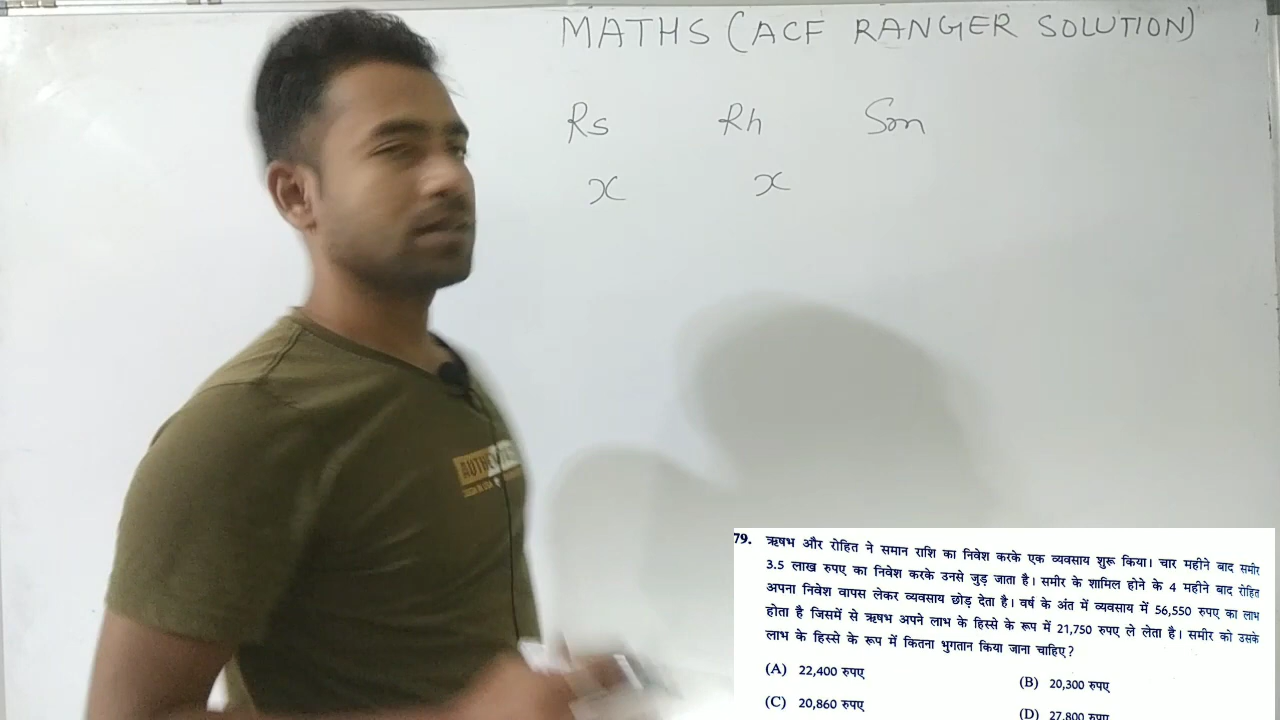 MATHS (ACF RANGER SOLUTION)
Rs Rh Sm
x x
79. ऋषभ और रोहित ने समान राशि का निवेश करके एक व्यवसाय शुरू किया। चार महीने बाद समीर
3.5 लाख रुपए का निवेश करके उनसे जुड़ जाता है। समीर के शामिल होने के 4 महीने बाद रोहित
अपना निवेश वापस लेकर व्यवसाय छोड़ देता है। वर्ष के अंत में व्यवसाय में 56,550 रुपए का लाभ
होता है जिसमें से ऋषभ अपने लाभ के हिस्से के रूप में 21,750 रुपए ले लेता है। समीर को उसके
लाभ के हिस्से के रूप में कितना भुगतान किया जाना चाहिए ?
(A) 22,400 रुपए (B) 20,300 रुपए
(C) 20,860 रुपए (D) 27,800 रुपए